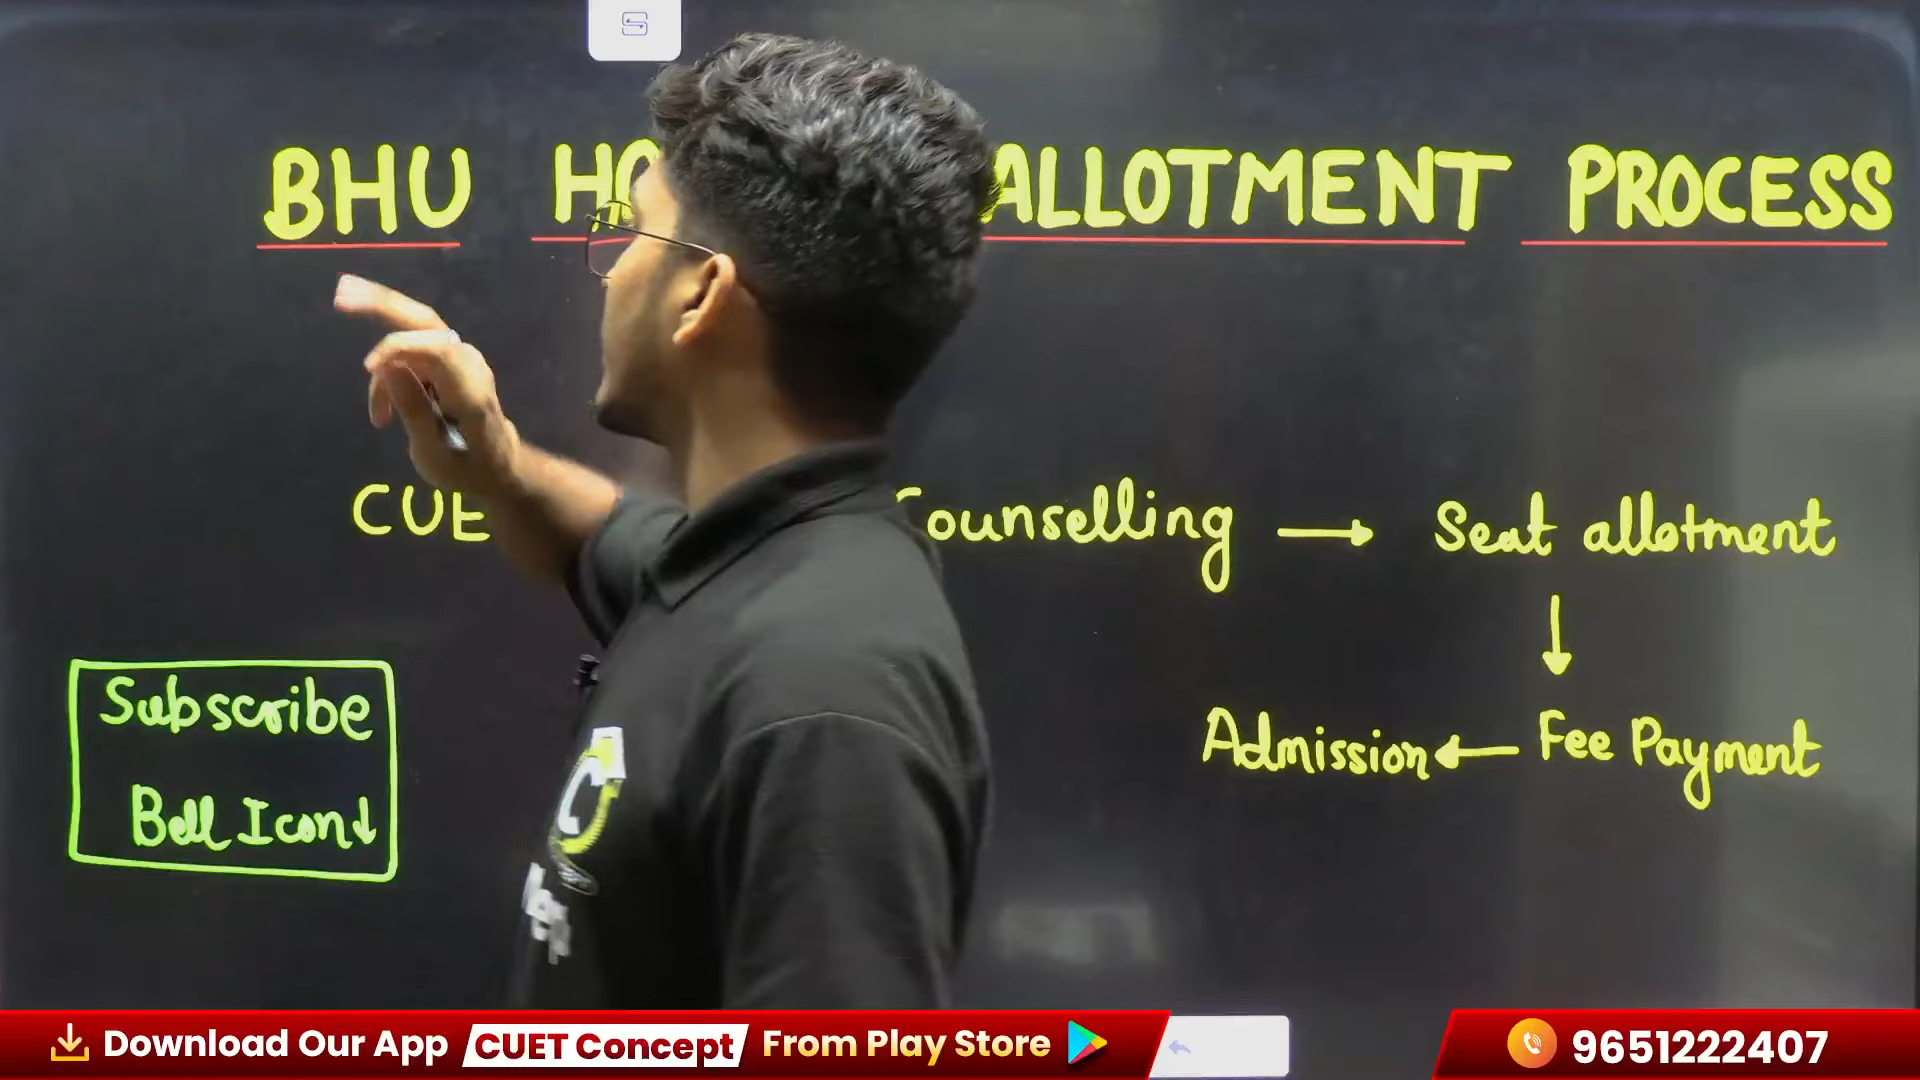 BHU HO ALLOTMENT PROCESS
CUE ounselling → Seat allotment
↓
Admission ← Fee Payment
Subscribe
Bell Icon↓
Download Our App CUET Concept From Play Store
9651222407